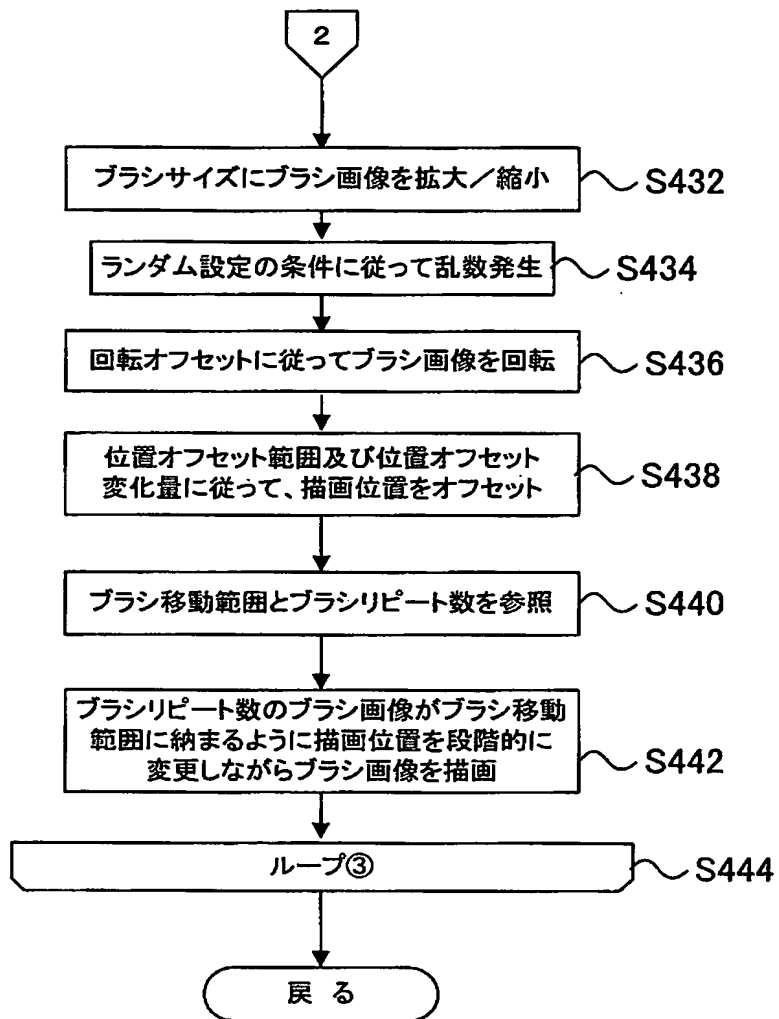 2
ブラシサイズにブラシ画像を拡大／縮小
S432
ランダム設定の条件に従って乱数発生
S434
回転オフセットに従ってブラシ画像を回転
S436
位置オフセット範囲及び位置オフセット
変化量に従って、描画位置をオフセット
S438
ブラシ移動範囲とブラシリピート数を参照
S440
ブラシリピート数のブラシ画像がブラシ移動
範囲に納まるように描画位置を段階的に
変更しながらブラシ画像を描画
S442
ループ③
S444
戻る